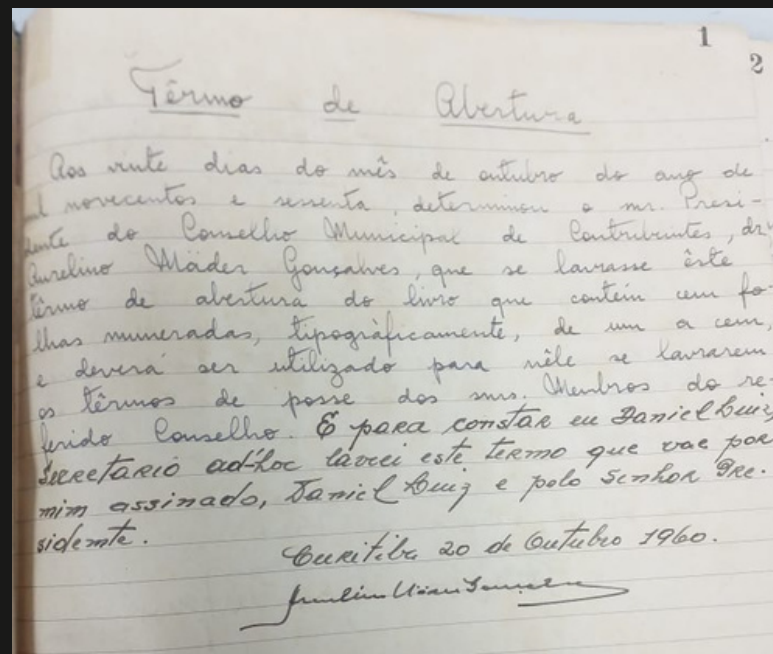 1
2
Têrmo de Abertura
Aos vinte dias do mês de outubro do ano de
l novecentos e sessenta, determinou o snr. Presi-
dente do Conselho Municipal de Contribuintes, dr.
Aurelino Mäder Gonçalves, que se lavrasse êste
têrmo de abertura do livro que contém cem fo-
lhas numeradas, tipogràficamente, de um a cem,
e deverá ser utilizado para nêle se lavrarem
os têrmos de posse dos snrs. Membros do re-
ferido Conselho. E para constar eu Daniel Luiz,
Secretario ad-hoc lavrei este termo que vae por
mim assinado, Daniel Luiz e pelo Senhor Pre-
sidente.
Curitiba 20 de Outubro 1960.